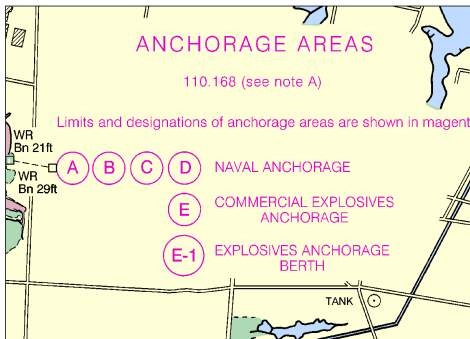 ANCHORAGE AREAS
110.168 (see note A)
Limits and designations of anchorage areas are shown in magent
WR
Bn 21ft
WR
Bn 29ft
A B C D NAVAL ANCHORAGE
E COMMERCIAL EXPLOSIVES
ANCHORAGE
E-1 EXPLOSIVES ANCHORAGE
BERTH
TANK